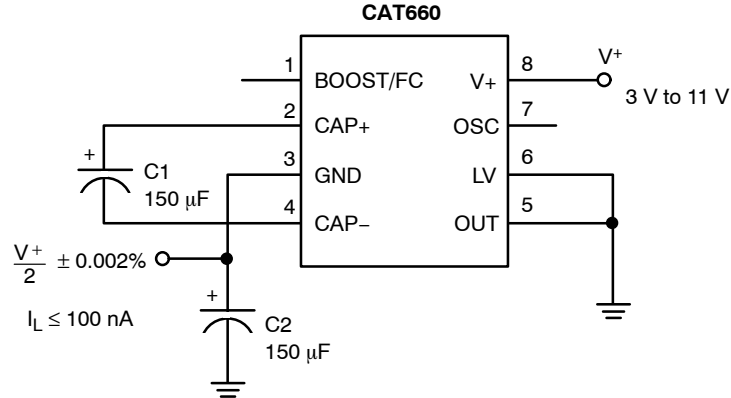 CAT660
1 BOOST/FC V+ 8 V+
3 V to 11 V
2 CAP+ OSC 7
+ C1
150 μF
3 GND LV 6
4 CAP– OUT 5
V+
2
± 0.002%
IL ≤ 100 nA
+ C2
150 μF